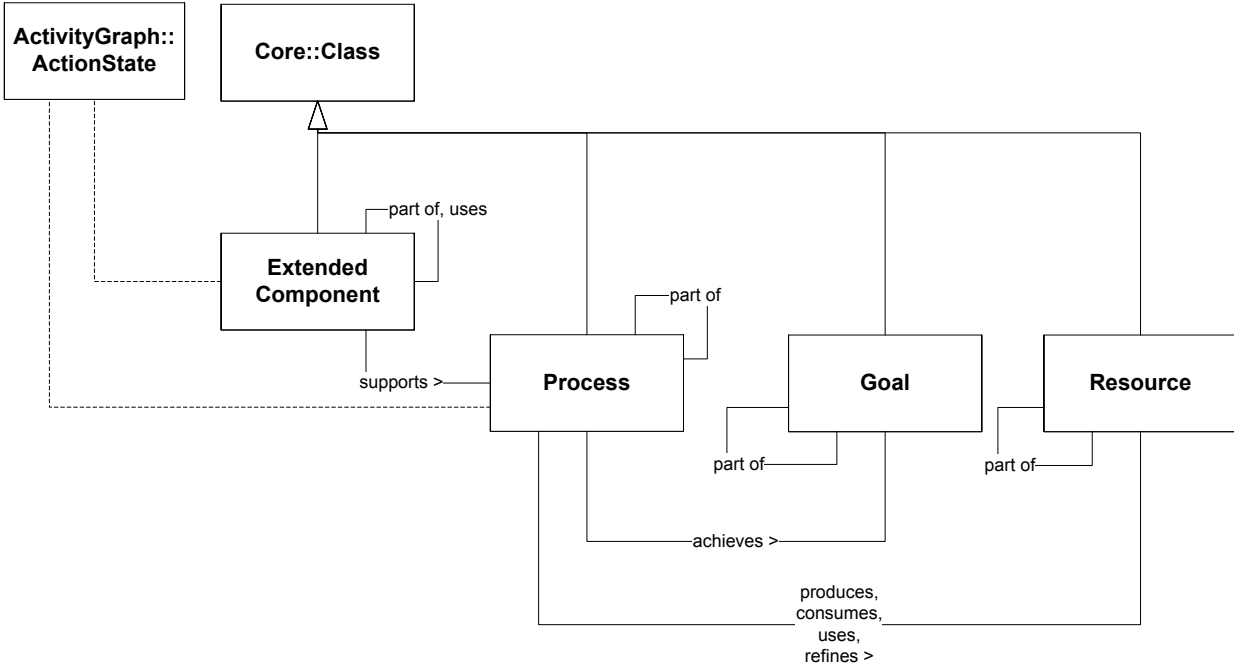 ActivityGraph::
ActionState
Core::Class
part of, uses
Extended
Component
part of
supports >
Process
Goal
Resource
part of
part of
achieves >
produces,
consumes,
uses,
refines >